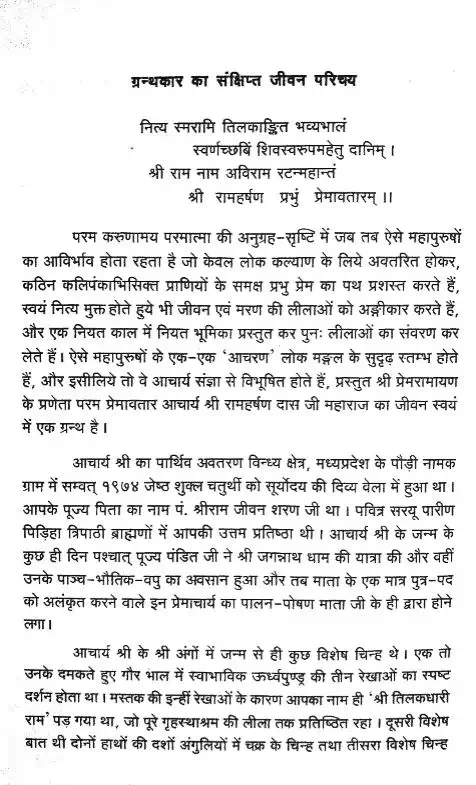 ग्रन्थकार का संक्षिप्त जीवन परिचय
नित्य स्मरामि तिलकाङ्कित भव्यभालं
स्वर्णच्छबिं शिवस्वरुपमहेतु दानिम् ।
श्री राम नाम अविराम रटन्महान्तं
श्री रामहर्षण प्रभुं प्रेमावतारम् ।।
परम करुणामय परमात्मा की अनुग्रह-सृष्टि में जब तब ऐसे महापुरुषों
का आविर्भाव होता रहता है जो केवल लोक कल्याण के लिये अवतरित होकर,
कठिन कलिपंकाभिसिक्त प्राणियों के समक्ष प्रभु प्रेम का पथ प्रशस्त करते हैं,
स्वयं नित्य मुक्त होते हुये भी जीवन एवं मरण की लीलाओं को अङ्गीकार करते हैं,
और एक नियत काल में नियत भूमिका प्रस्तुत कर पुनः लीलाओं का संवरण कर
लेते हैं । ऐसे महापुरुषों के एक-एक 'आचरण' लोक मङ्गल के सुदृढ़ स्तम्भ होते
हैं, और इसीलिये तो वे आचार्य संज्ञा से विभूषित होते हैं, प्रस्तुत श्री प्रेमरामायण
के प्रणेता परम प्रेमावतार आचार्य श्री रामहर्षण दास जी महाराज का जीवन स्वयं
में एक ग्रन्थ है ।
आचार्य श्री का पार्थिव अवतरण विन्ध्य क्षेत्र, मध्यप्रदेश के पौड़ी नामक
ग्राम में सम्वत् १९७४ जेष्ठ शुक्ल चतुर्थी को सूर्योदय की दिव्य वेला में हुआ था ।
आपके पूज्य पिता का नाम पं. श्रीराम जीवन शरण जी था । पवित्र सरयू पारीण
पिड़िहा त्रिपाठी ब्राह्मणों में आपकी उत्तम प्रतिष्ठा थी । आचार्य श्री के जन्म के
कुछ ही दिन पश्चात् पूज्य पंडित जी ने श्री जगन्नाथ धाम की यात्रा की और वहीं
उनके पाञ्च-भौतिक-वपु का अवसान हुआ और तब माता के एक मात्र पुत्र-पद
को अलंकृत करने वाले इन प्रेमाचार्य का पालन-पोषण माता जी के ही द्वारा होने
लगा ।
आचार्य श्री के श्री अंगों में जन्म से ही कुछ विशेष चिन्ह थे । एक तो
उनके दमकते हुए गौर भाल में स्वाभाविक ऊर्ध्वपुण्ड्र की तीन रेखाओं का स्पष्ट
दर्शन होता था । मस्तक की इन्हीं रेखाओं के कारण आपका नाम ही 'श्री तिलकधारी
राम' पड़ गया था, जो पूरे गृहस्थाश्रम की लीला तक प्रतिष्ठित रहा । दूसरी विशेष
बात थी दोनों हाथों की दशों अंगुलियों में चक्र के चिन्ह तथा तीसरा विशेष चिन्ह